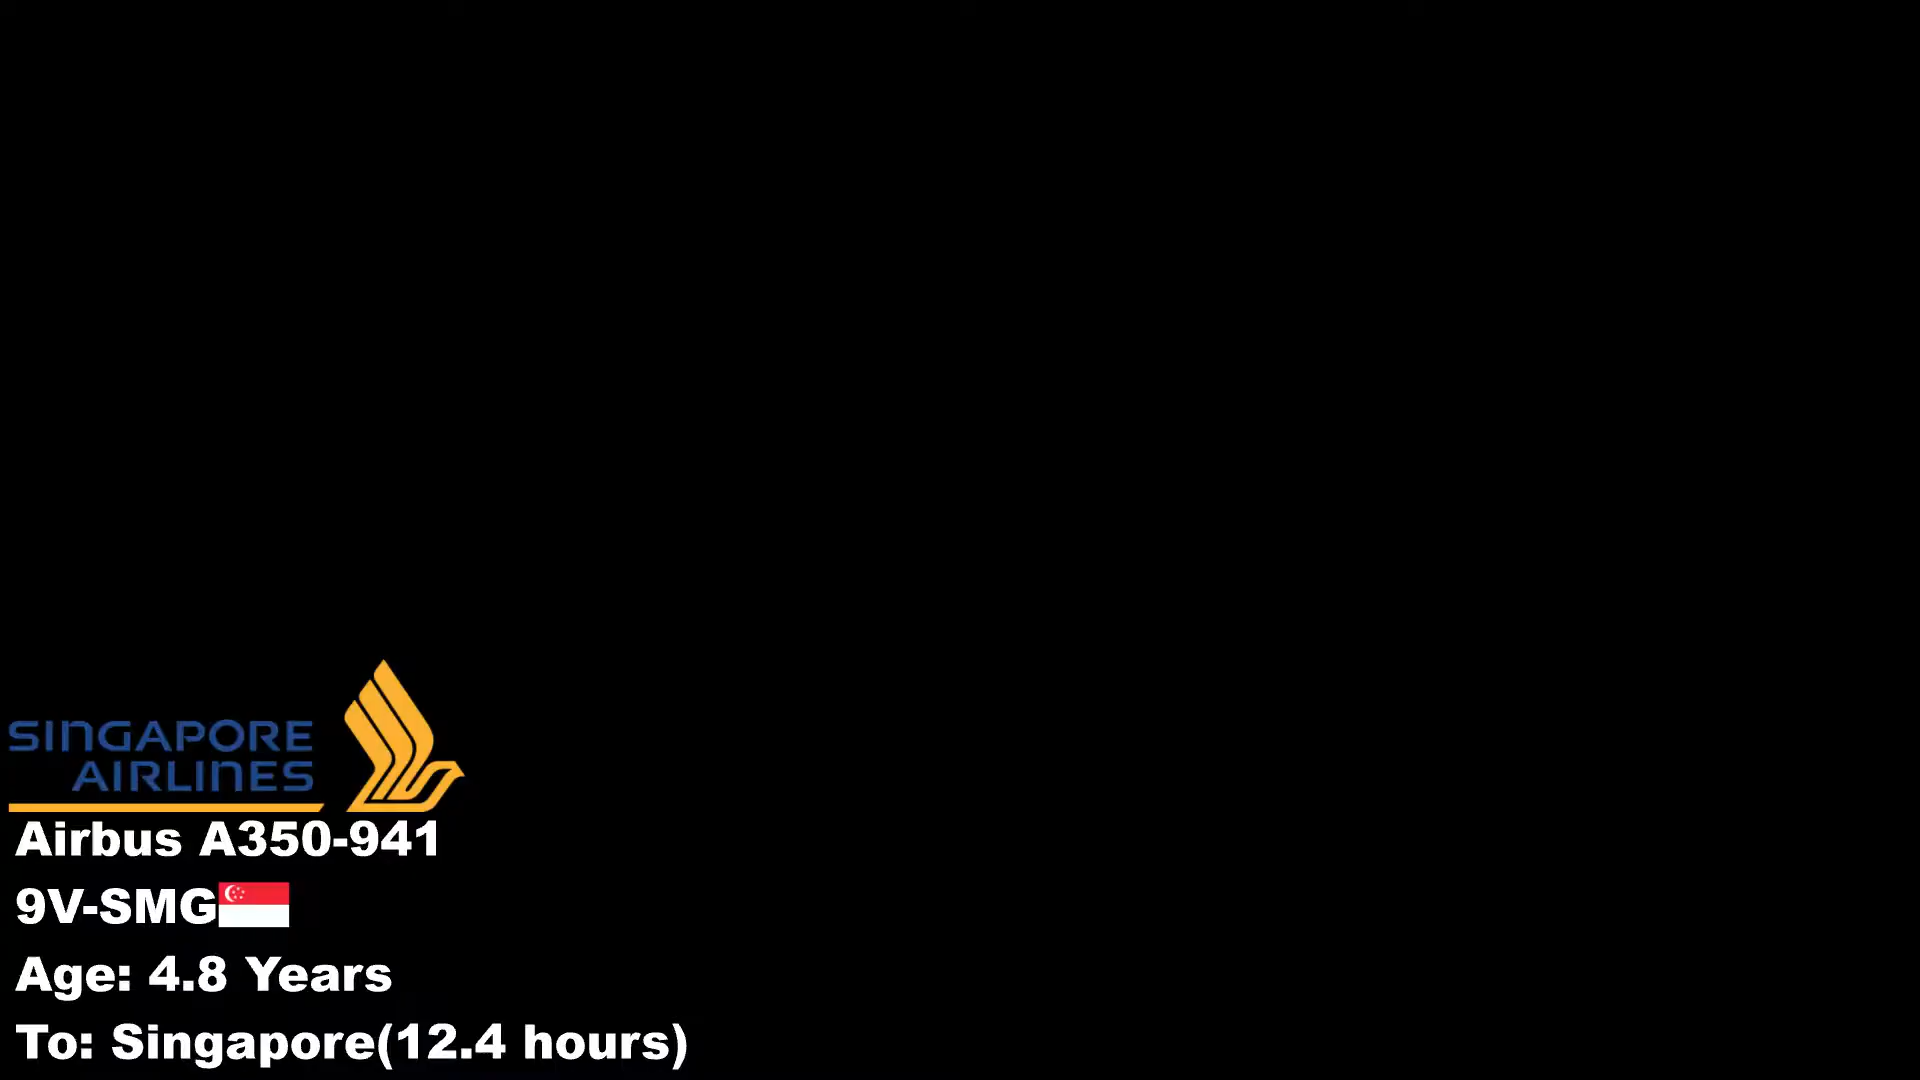 SINGAPORE
AIRLINES
Airbus A350-941
9V-SMG
Age: 4.8 Years
To: Singapore(12.4 hours)